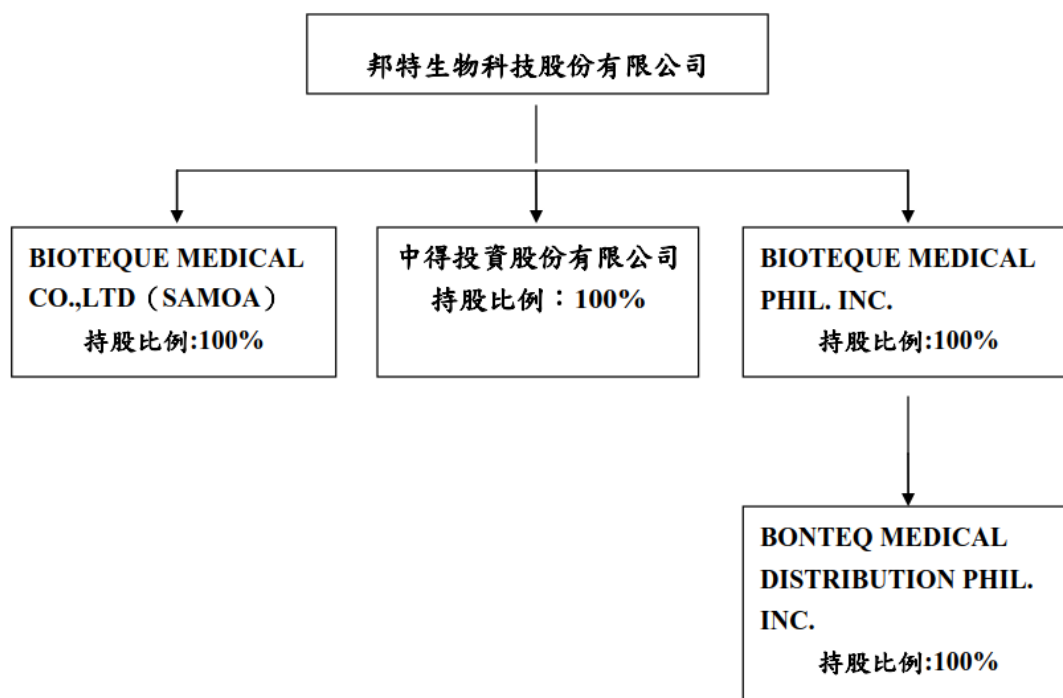 邦特生物科技股份有限公司
BIOTEQUE MEDICAL
CO.,LTD（SAMOA）
持股比例:100%
中得投資股份有限公司
持股比例：100%
BIOTEQUE MEDICAL
PHIL. INC.
持股比例:100%
BONTEQ MEDICAL
DISTRIBUTION PHIL.
INC.
持股比例:100%